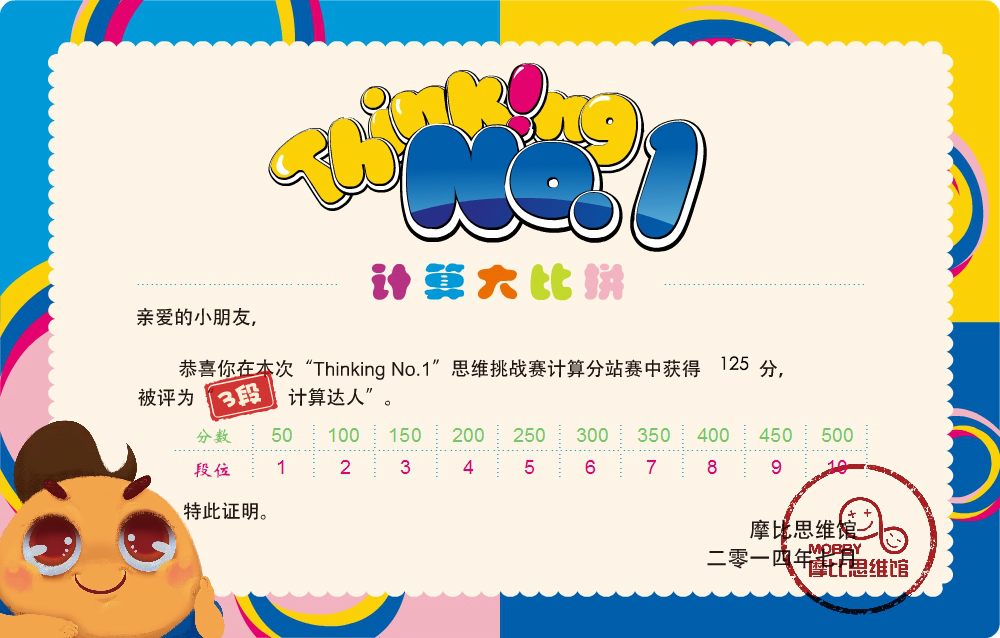 Thinking
No.1
计算大比拼
亲爱的小朋友,
恭喜你在本次“Thinking No.1”思维挑战赛计算分站赛中获得 125 分,
被评为“3段 计算达人”。
分数 50 100 150 200 250 300 350 400 450 500
段位 1 2 3 4 5 6 7 8 9 10
特此证明。
摩比思维馆
二零一四年七月
MOBBY
摩比思维馆